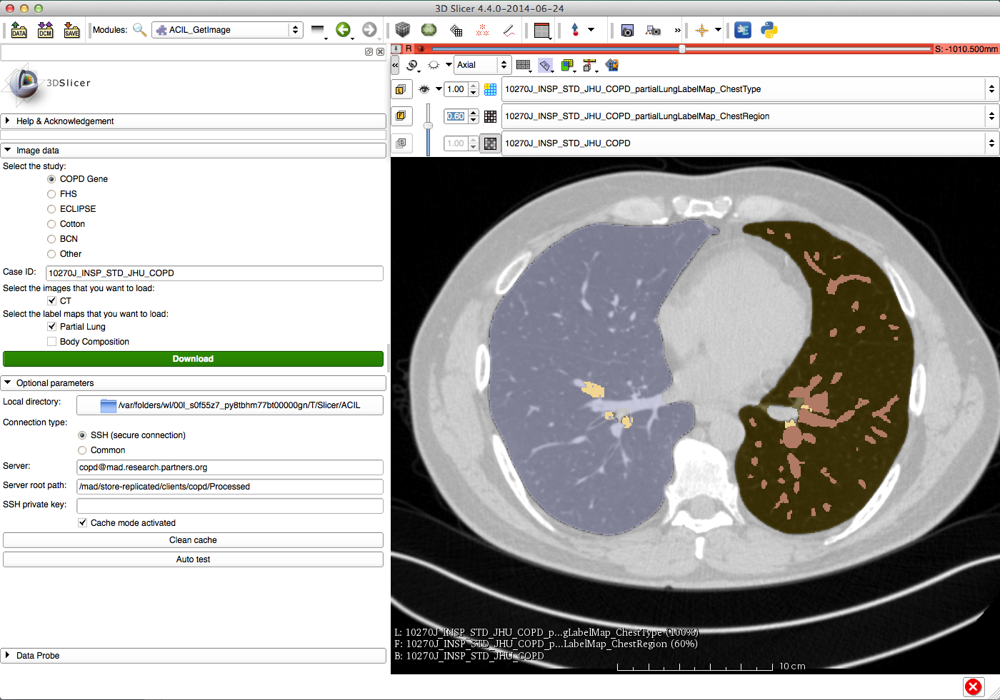 3D Slicer 4.4.0-2014-06-24
DATA
DCM
SAVE
Modules:
ACIL_GetImage
»
3DSlicer
Help & Acknowledgement
Image data
Select the study:
COPD Gene
FHS
ECLIPSE
Cotton
BCN
Other
Case ID: 10270J_INSP_STD_JHU_COPD
Select the images that you want to load:
CT
Select the label maps that you want to load:
Partial Lung
Body Composition
Download
Optional parameters
Local directory: /var/folders/wl/00l_s0f55z7_py8tbhm77bt00000gn/T/Slicer/ACIL
Connection type:
SSH (secure connection)
Common
Server: copd@mad.research.partners.org
Server root path: /mad/store-replicated/clients/copd/Processed
SSH private key:
Cache mode activated
Clean cache
Auto test
Data Probe
R S: -1010.500mm
« Axial
L 1.00 10270J_INSP_STD_JHU_COPD_partialLungLabelMap_ChestType
F 0.60 10270J_INSP_STD_JHU_COPD_partialLungLabelMap_ChestRegion
B 1.00 10270J_INSP_STD_JHU_COPD
L: 10270J_INSP_STD_JHU_COPD_p...gLabelMap_ChestType (100%)
F: 10270J_INSP_STD_JHU_COPD_p...LabelMap_ChestRegion (60%)
B: 10270J_INSP_STD_JHU_COPD
10 cm